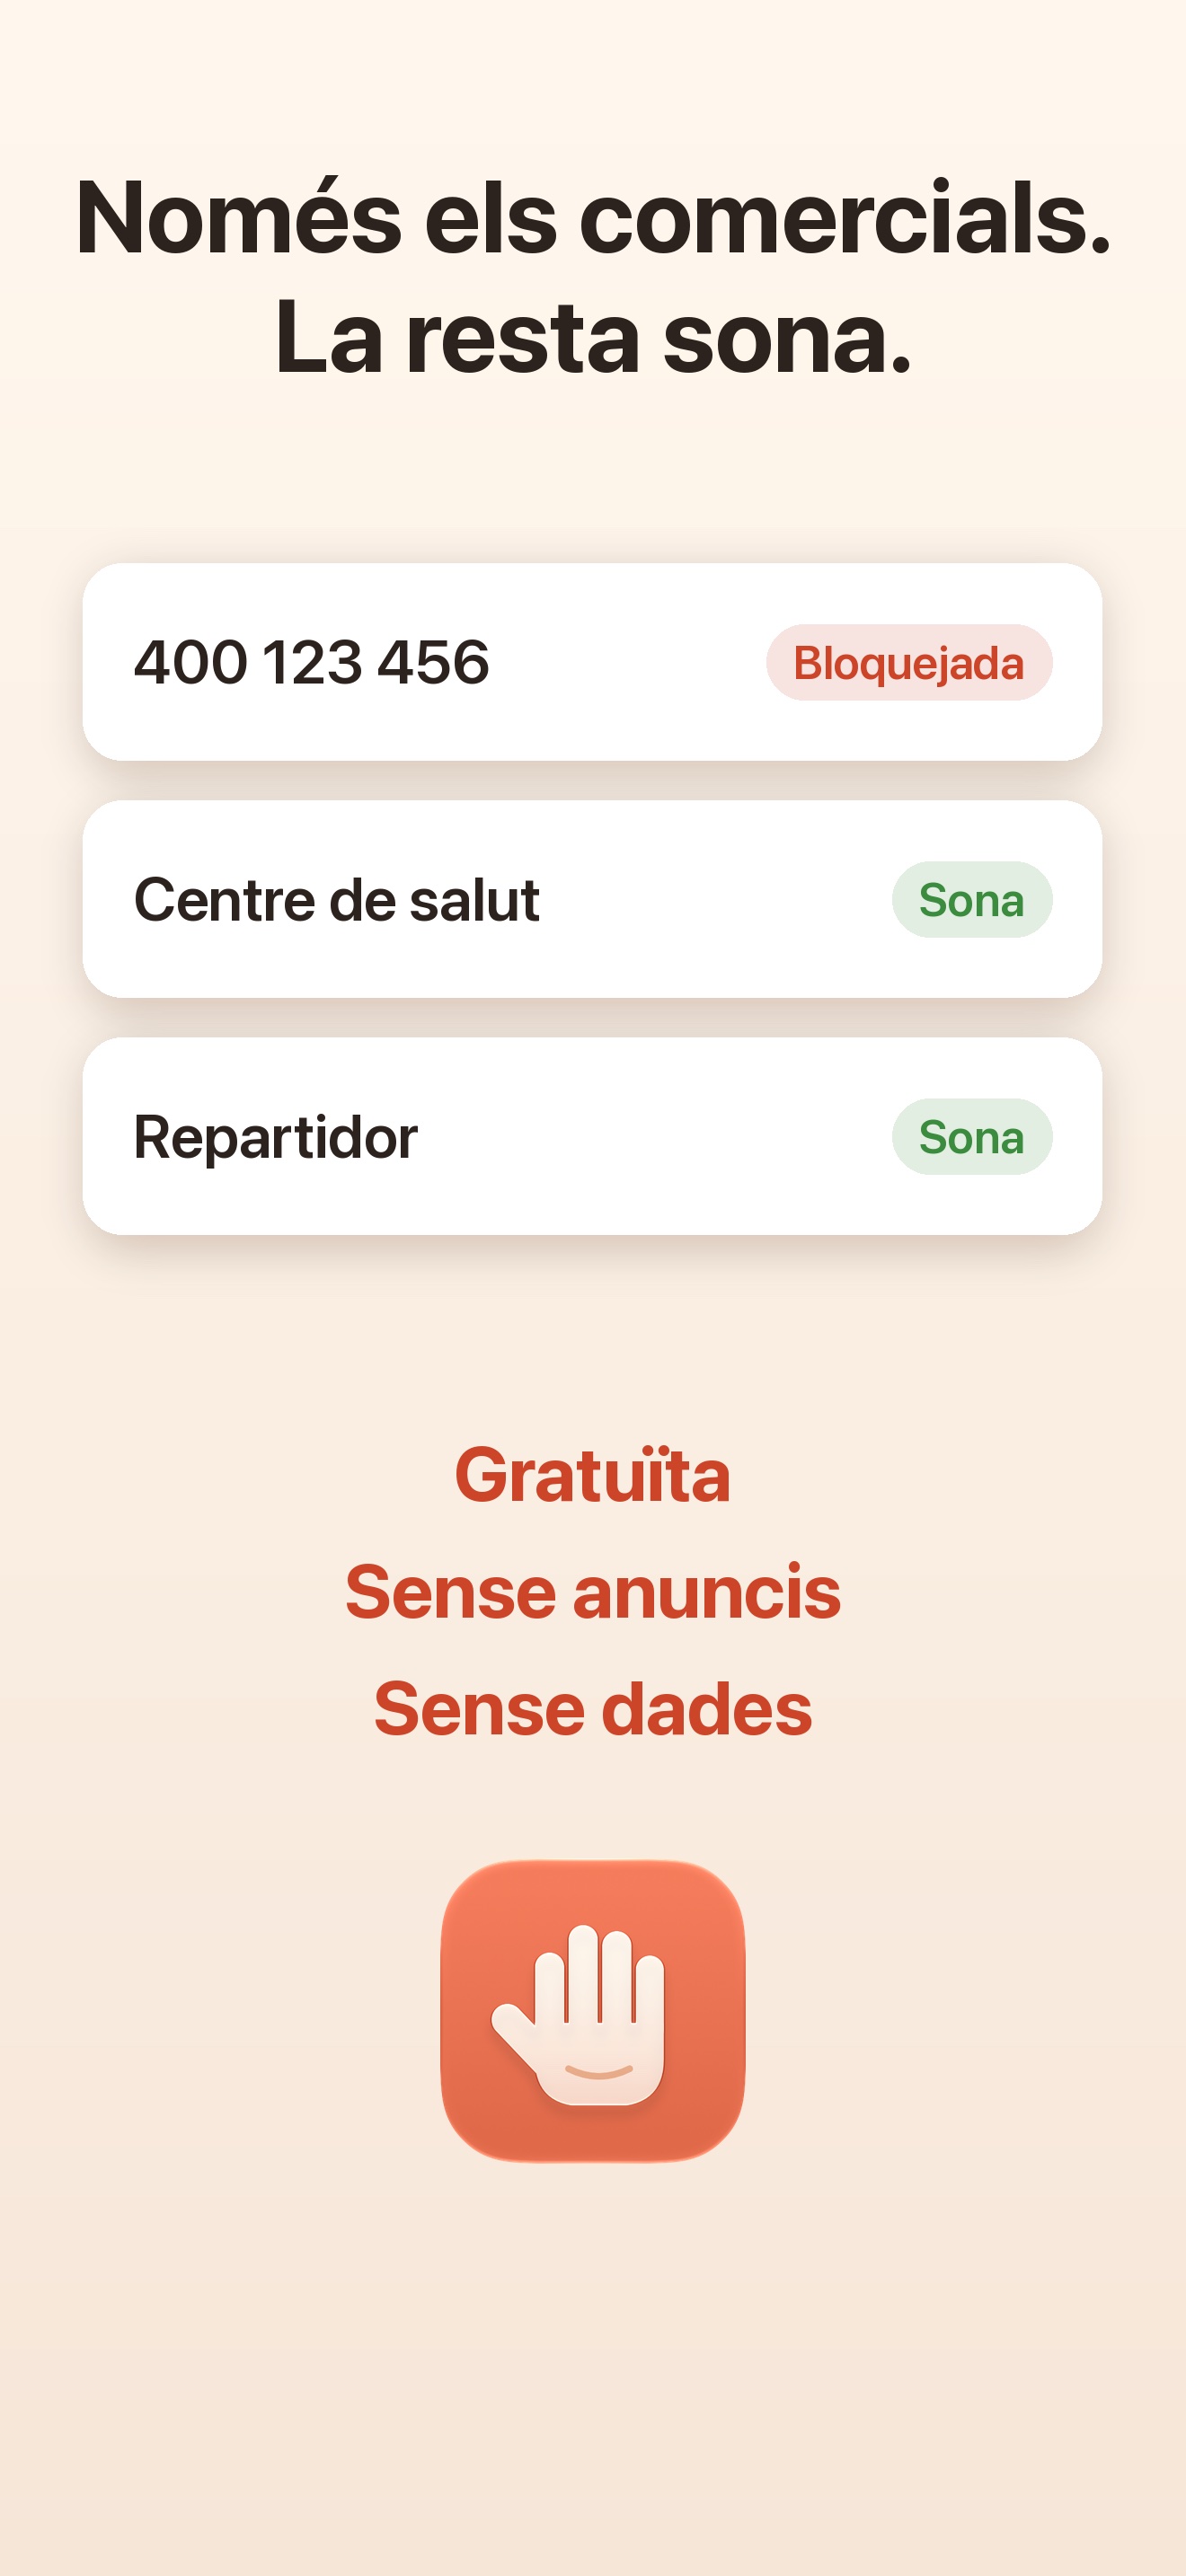 Només els comercials.
La resta sona.
400 123 456
Bloquejada
Centre de salut
Sona
Repartidor
Sona
Gratuïta
Sense anuncis
Sense dades